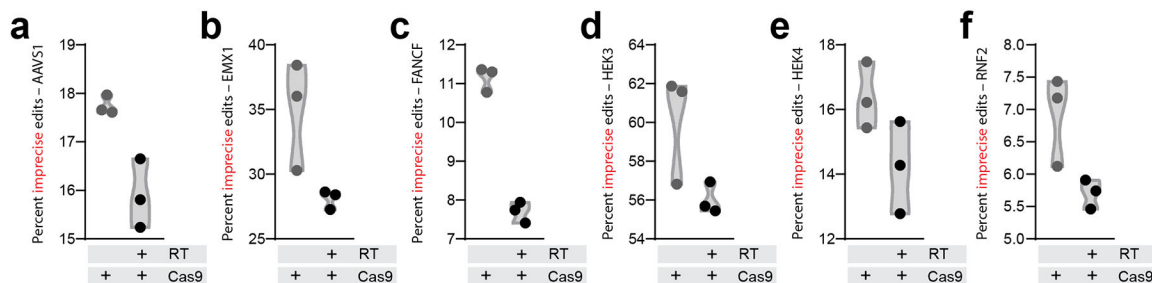 a b c d e f
Percent imprecise edits – AAVS1
19
18
17
16
15
+ RT
+ + Cas9
Percent imprecise edits – EMX1
40
35
30
25
+ RT
+ + Cas9
Percent imprecise edits – FANCF
12
11
10
9
8
7
+ RT
+ + Cas9
Percent imprecise edits – HEK3
64
62
60
58
56
54
+ RT
+ + Cas9
Percent imprecise edits – HEK4
18
16
14
12
+ RT
+ + Cas9
Percent imprecise edits – RNF2
8.0
7.5
7.0
6.5
6.0
5.5
5.0
+ RT
+ + Cas9